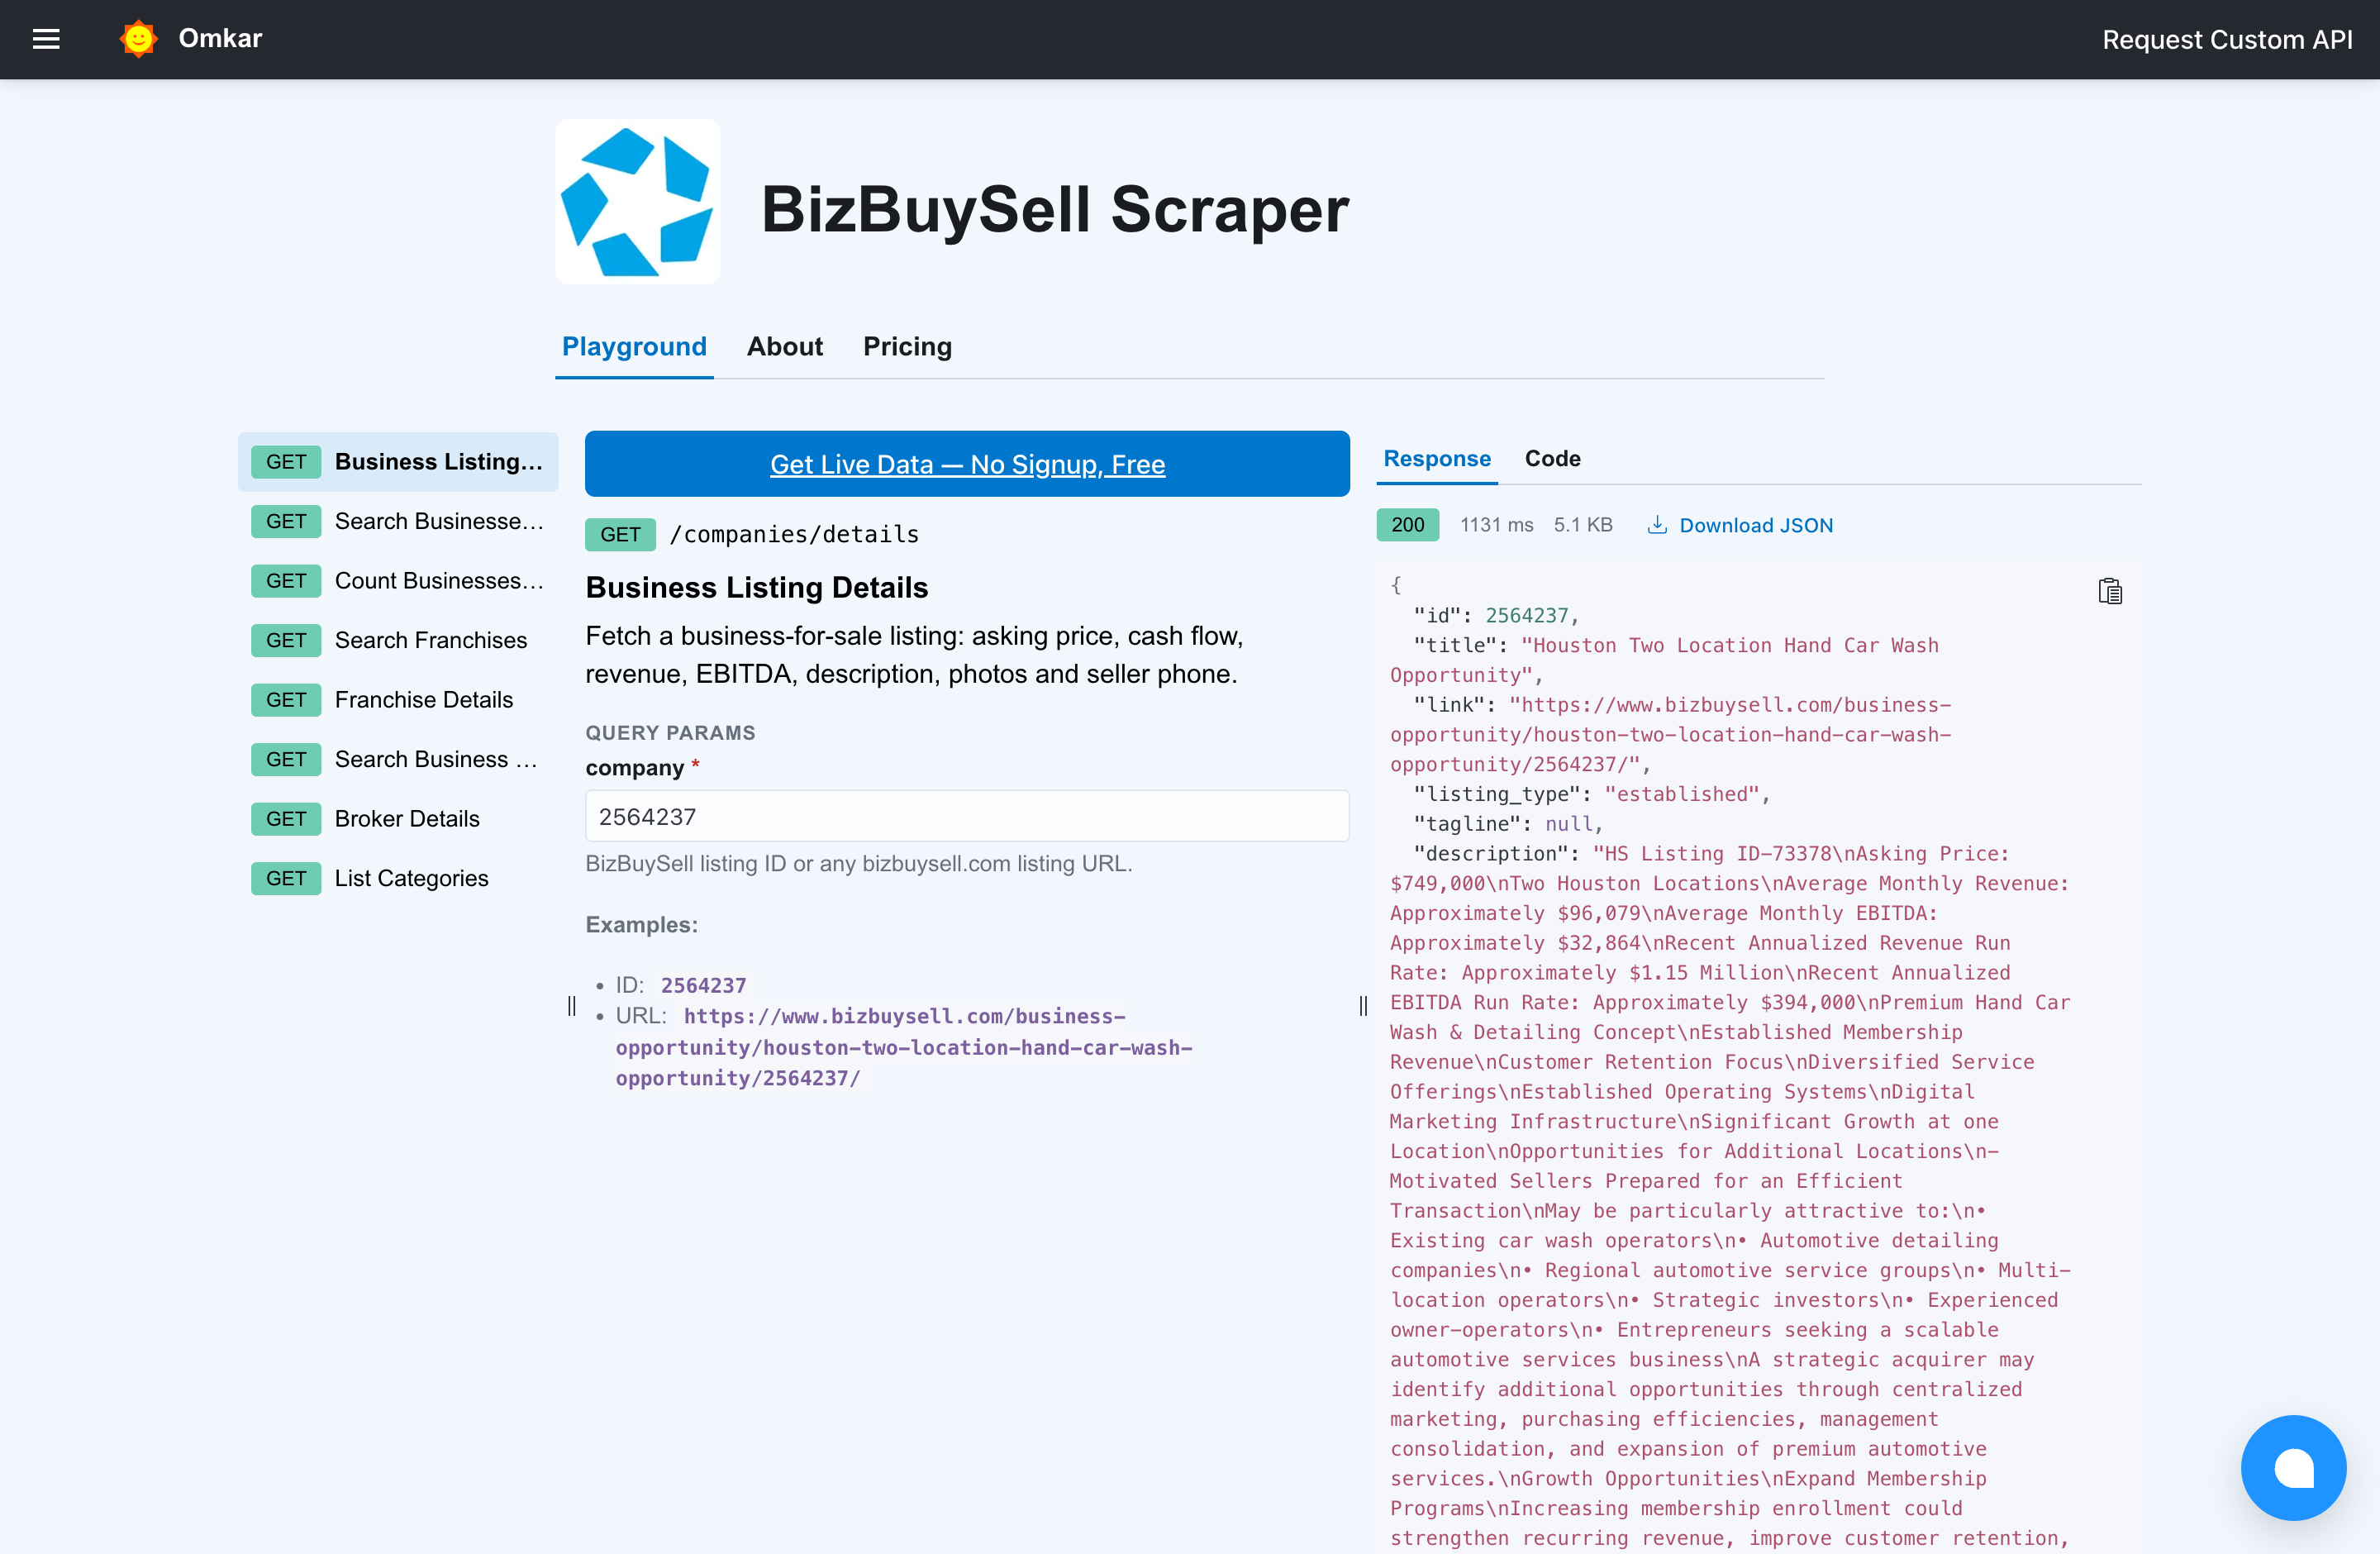 Omkar
Request Custom API
BizBuySell Scraper
Playground
About
Pricing
GET Business Listing...
GET Search Businesse...
GET Count Businesses...
GET Search Franchises
GET Franchise Details
GET Search Business ...
GET Broker Details
GET List Categories
Get Live Data — No Signup, Free
GET /companies/details
Business Listing Details
Fetch a business-for-sale listing: asking price, cash flow,
revenue, EBITDA, description, photos and seller phone.
QUERY PARAMS
company *
2564237
BizBuySell listing ID or any bizbuysell.com listing URL.
Examples:
• ID: 2564237
• URL: https://www.bizbuysell.com/business-
opportunity/houston-two-location-hand-car-wash-
opportunity/2564237/
Response
Code
200 1131 ms 5.1 KB Download JSON
{
"id": 2564237,
"title": "Houston Two Location Hand Car Wash
Opportunity",
"link": "https://www.bizbuysell.com/business-
opportunity/houston-two-location-hand-car-wash-
opportunity/2564237/",
"listing_type": "established",
"tagline": null,
"description": "HS Listing ID-73378\nAsking Price:
$749,000\nTwo Houston Locations\nAverage Monthly Revenue:
Approximately $96,079\nAverage Monthly EBITDA:
Approximately $32,864\nRecent Annualized Revenue Run
Rate: Approximately $1.15 Million\nRecent Annualized
EBITDA Run Rate: Approximately $394,000\nPremium Hand Car
Wash & Detailing Concept\nEstablished Membership
Revenue\nCustomer Retention Focus\nDiversified Service
Offerings\nEstablished Operating Systems\nDigital
Marketing Infrastructure\nSignificant Growth at one
Location\nOpportunities for Additional Locations\n-
Motivated Sellers Prepared for an Efficient
Transaction\nMay be particularly attractive to:\n•
Existing car wash operators\n• Automotive detailing
companies\n• Regional automotive service groups\n• Multi-
location operators\n• Strategic investors\n• Experienced
owner-operators\n• Entrepreneurs seeking a scalable
automotive services business\nA strategic acquirer may
identify additional opportunities through centralized
marketing, purchasing efficiencies, management
consolidation, and expansion of premium automotive
services.\nGrowth Opportunities\nExpand Membership
Programs\nIncreasing membership enrollment could
strengthen recurring revenue, improve customer retention,